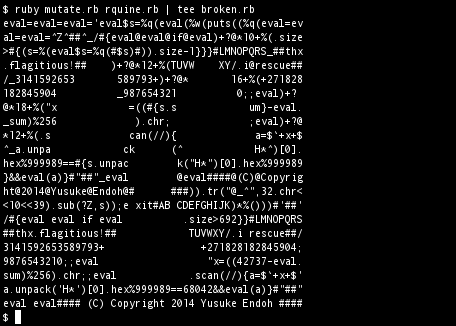 $ ruby mutate.rb rquine.rb | tee broken.rb
eval=eval=eval='eval$s=%q(eval(%w(puts((%q(eval=ev
al=eval=^Z^##^_/#{eval@eval@if@eval)+?@*10+%(.size
>#{(s=%(eval$s=%q(#$s)#)).size-1}}}#LMNOPQRS_##thx
.flagitious!##    )+?@*12+%(TUVW   XY/.i@rescue##
/_3141592653      589793+)+?@*      16+%(+271828
182845904         _987654321         0;;eval)+?
@*18+%("x         =((#{s.s           um}-eval.
_sum)%256          ).chr;            ;eval)+?@
*12+%(.s          can(//){          a=$`+x+$
^_a.unpa         ck      (^         H*^)[0].
hex%999989==#{s.unpack      k("H*")[0].hex%999989
}&&eval(a)}"##"_eval      @eval####@(C)@Copyrig
ht@2014@Yusuke@Endoh@#      ###)).tr("@_^",32.chr<
<10<<39).sub(?Z,s));e  xit#AB CDEFGHIJK)*%()))#'##'
/#{eval eval if eval          .size>692}}#LMNOPQRS
##thx.flagitious!##          TUVWXY/.i rescue##/
3141592653589793+          +271828182845904;
9876543210;;eval            "x=((42737-eval.
sum)%256).chr;;eval          .scan(//){a=$`+x+$'
a.unpack('H*')[0].hex%999989==68042&&eval(a)}#"##"
eval eval#### (C) Copyright 2014 Yusuke Endoh ####
$